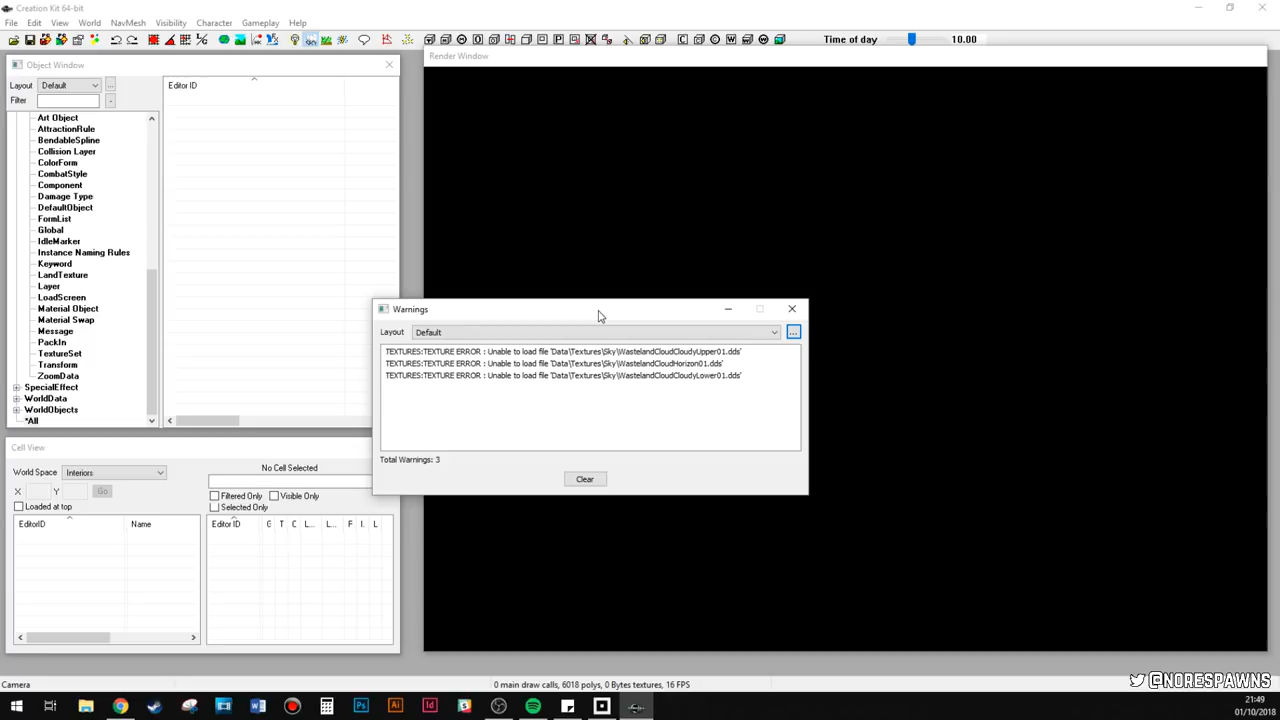 Creation Kit 64-bit
File Edit View World NavMesh Visibility Character Gameplay Help
Time of day 10.00
Object Window
Layout Default ...
Filter -
Editor ID
Art Object
AttractionRule
BendableSpline
Collision Layer
ColorForm
CombatStyle
Component
Damage Type
DefaultObject
FormList
Global
IdleMarker
Instance Naming Rules
Keyword
LandTexture
Layer
LoadScreen
Material Object
Material Swap
Message
PackIn
TextureSet
Transform
ZoomData
SpecialEffect
WorldData
WorldObjects
*All
Render Window
Warnings
Layout Default ...
TEXTURES:TEXTURE ERROR : Unable to load file 'Data\Textures\Sky\WastelandCloudCloudyUpper01.dds'
TEXTURES:TEXTURE ERROR : Unable to load file 'Data\Textures\Sky\WastelandCloudHorizon01.dds'
TEXTURES:TEXTURE ERROR : Unable to load file 'Data\Textures\Sky\WastelandCloudCloudyLower01.dds'
Total Warnings: 3
Clear
Cell View
World Space Interiors
No Cell Selected
X Y Go
Filtered Only Visible Only
Loaded at top
Selected Only
EditorID Name
Editor ID G T C L... L... F I. L
Camera
0 main draw calls, 6018 polys, 0 Bytes textures, 16 FPS
@NORESPAWNS
21:49
01/10/2018